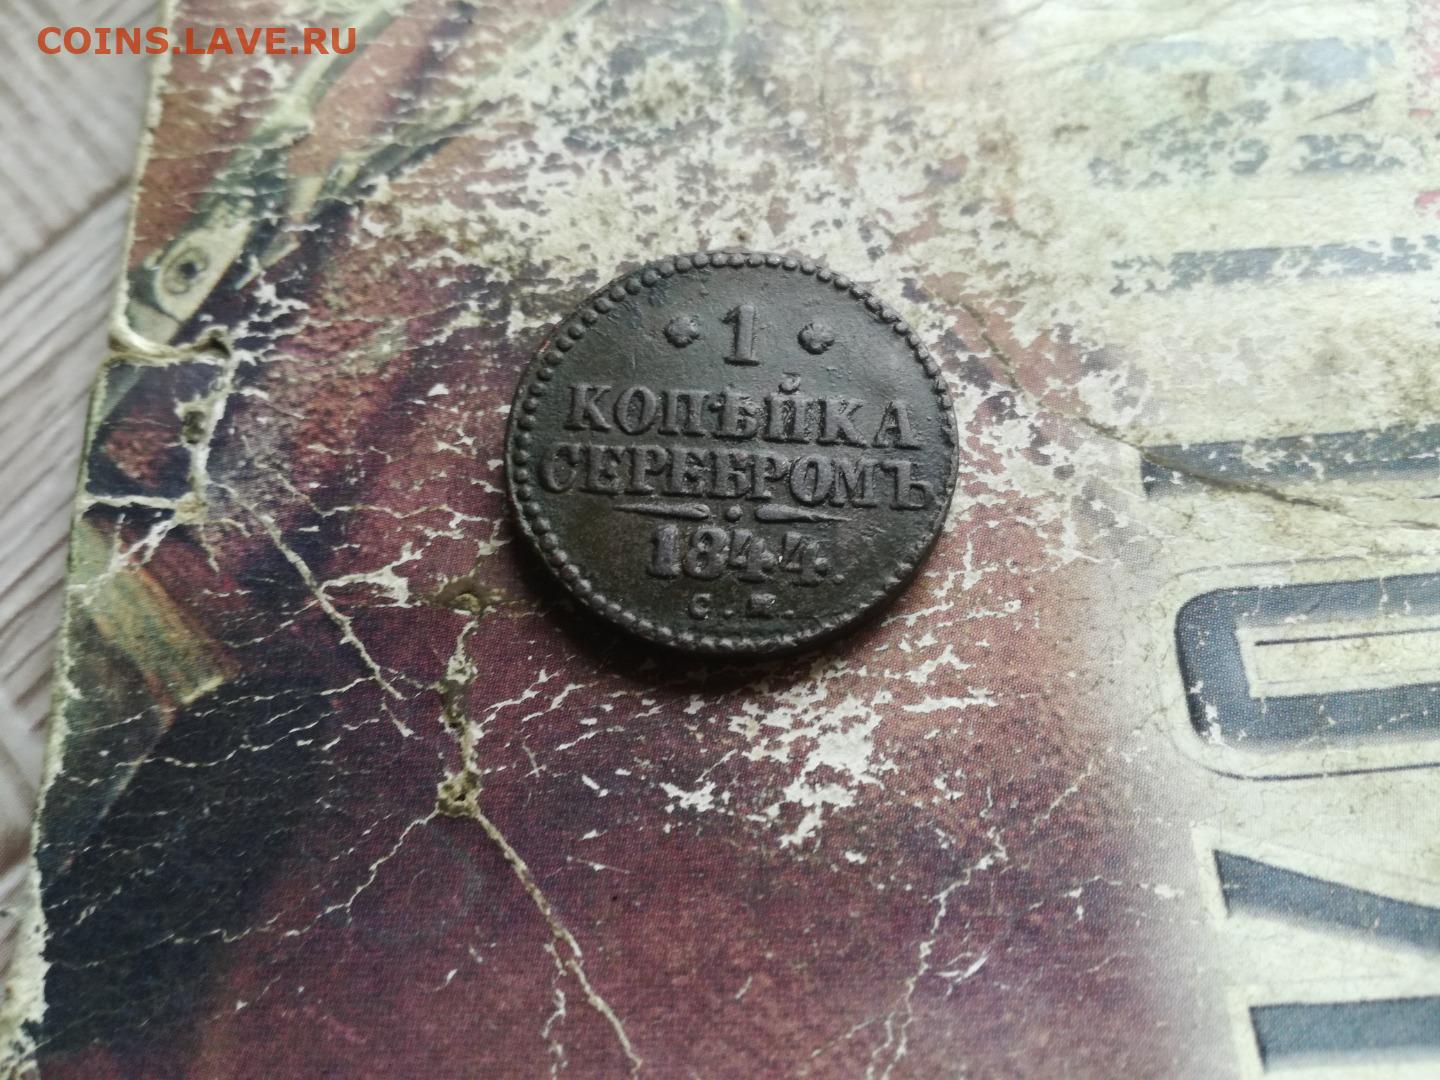 COINS.LAVE.RU
1
КОПѢЙКА
СЕРЕБРОМЪ
1844.
С.М.